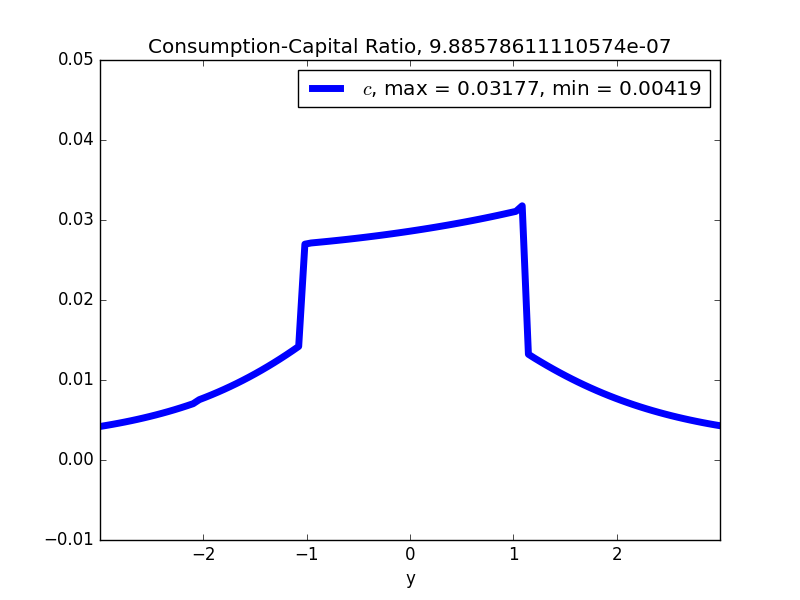 Consumption-Capital Ratio, 9.88578611110574e-07
c, max = 0.03177, min = 0.00419
0.05
0.04
0.03
0.02
0.01
0.00
−0.01
−2 −1 0 1 2
y